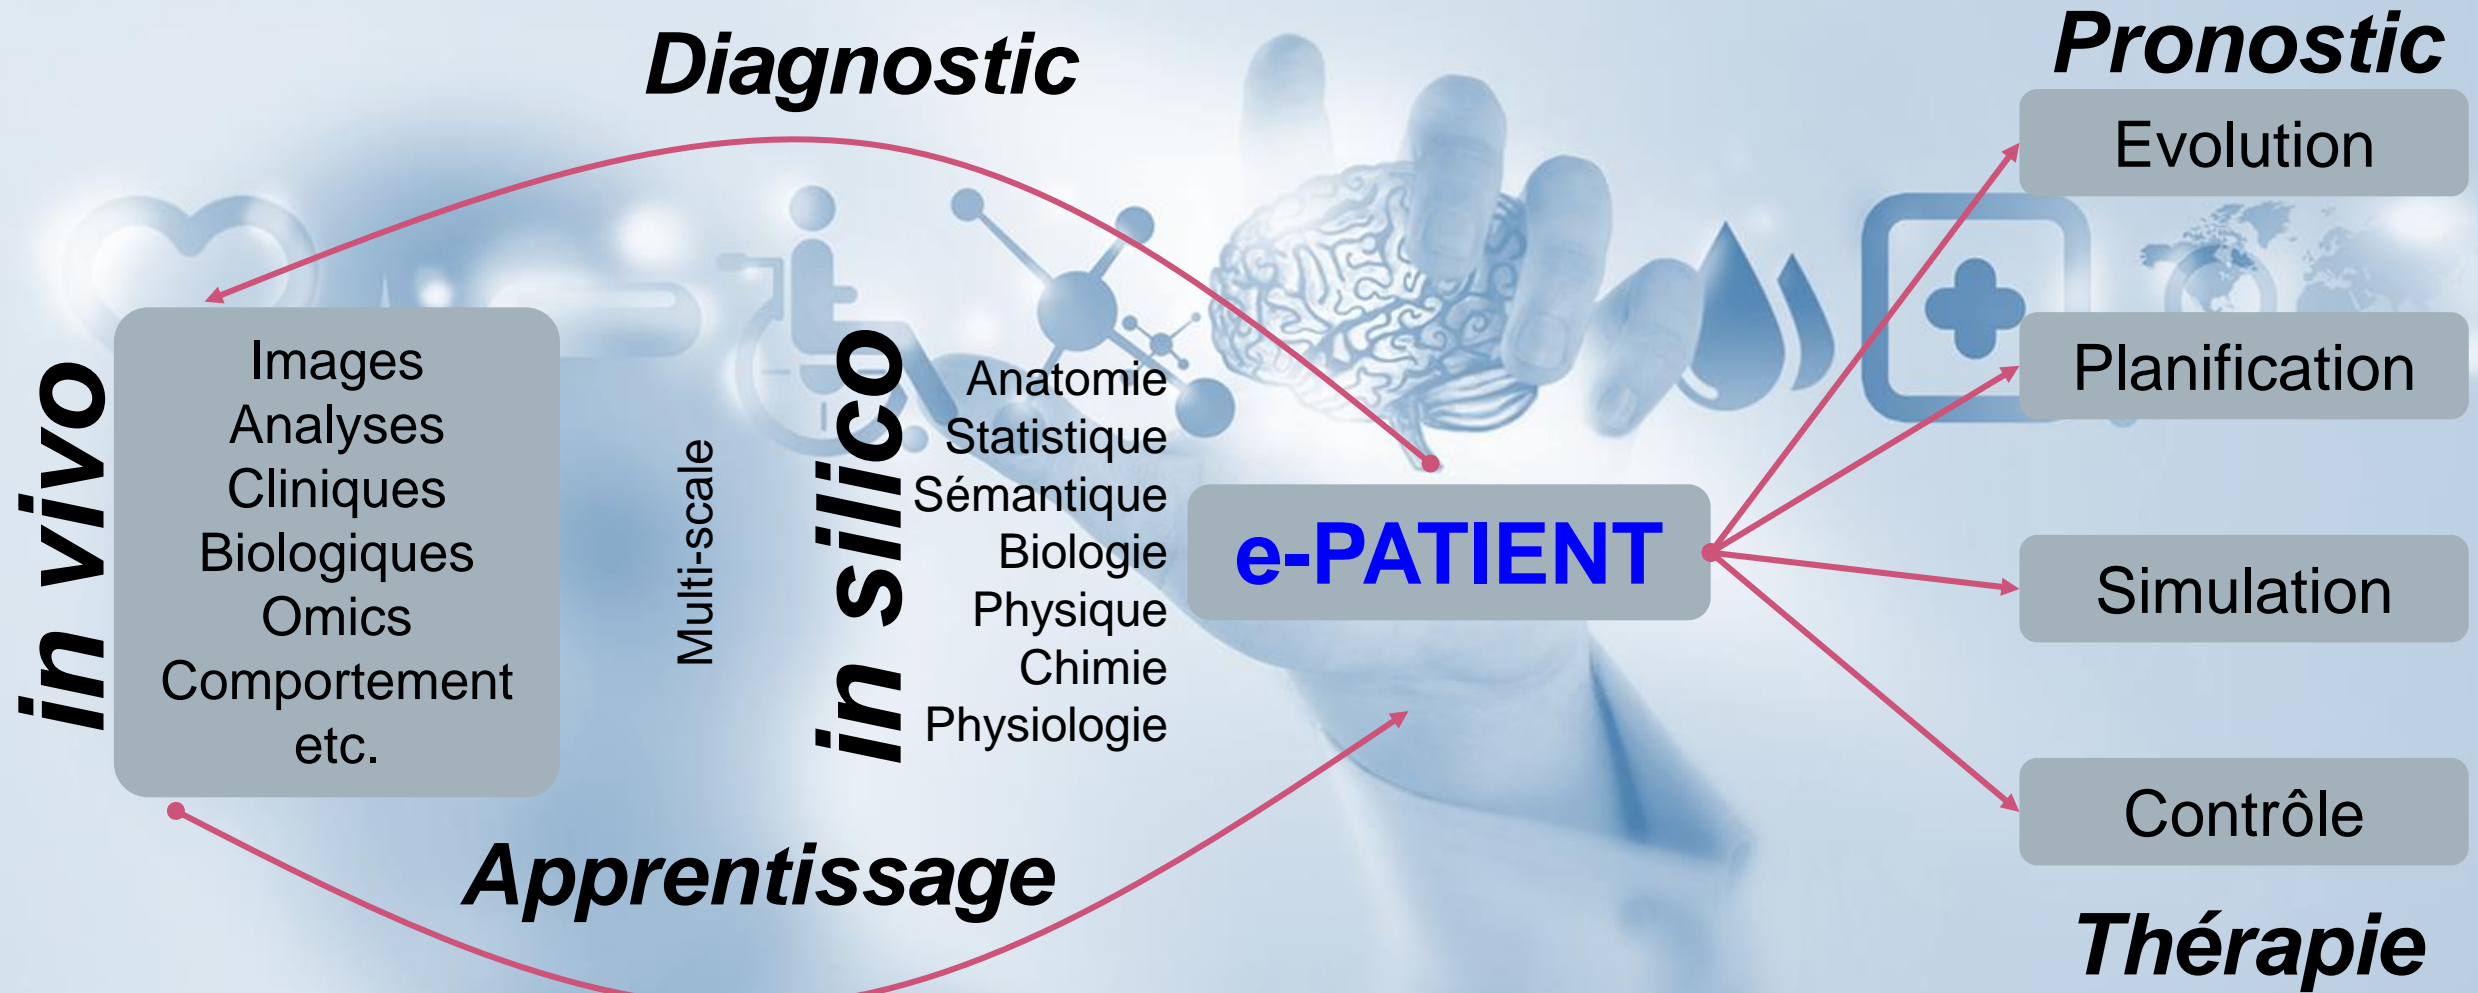 Diagnostic
in vivo
Images
Analyses
Cliniques
Biologiques
Omics
Comportement
etc.
Multi-scale
in silico
Anatomie
Statistique
Sémantique
Biologie
Physique
Chimie
Physiologie
e-PATIENT
Apprentissage
Pronostic
Evolution
Planification
Simulation
Contrôle
Thérapie